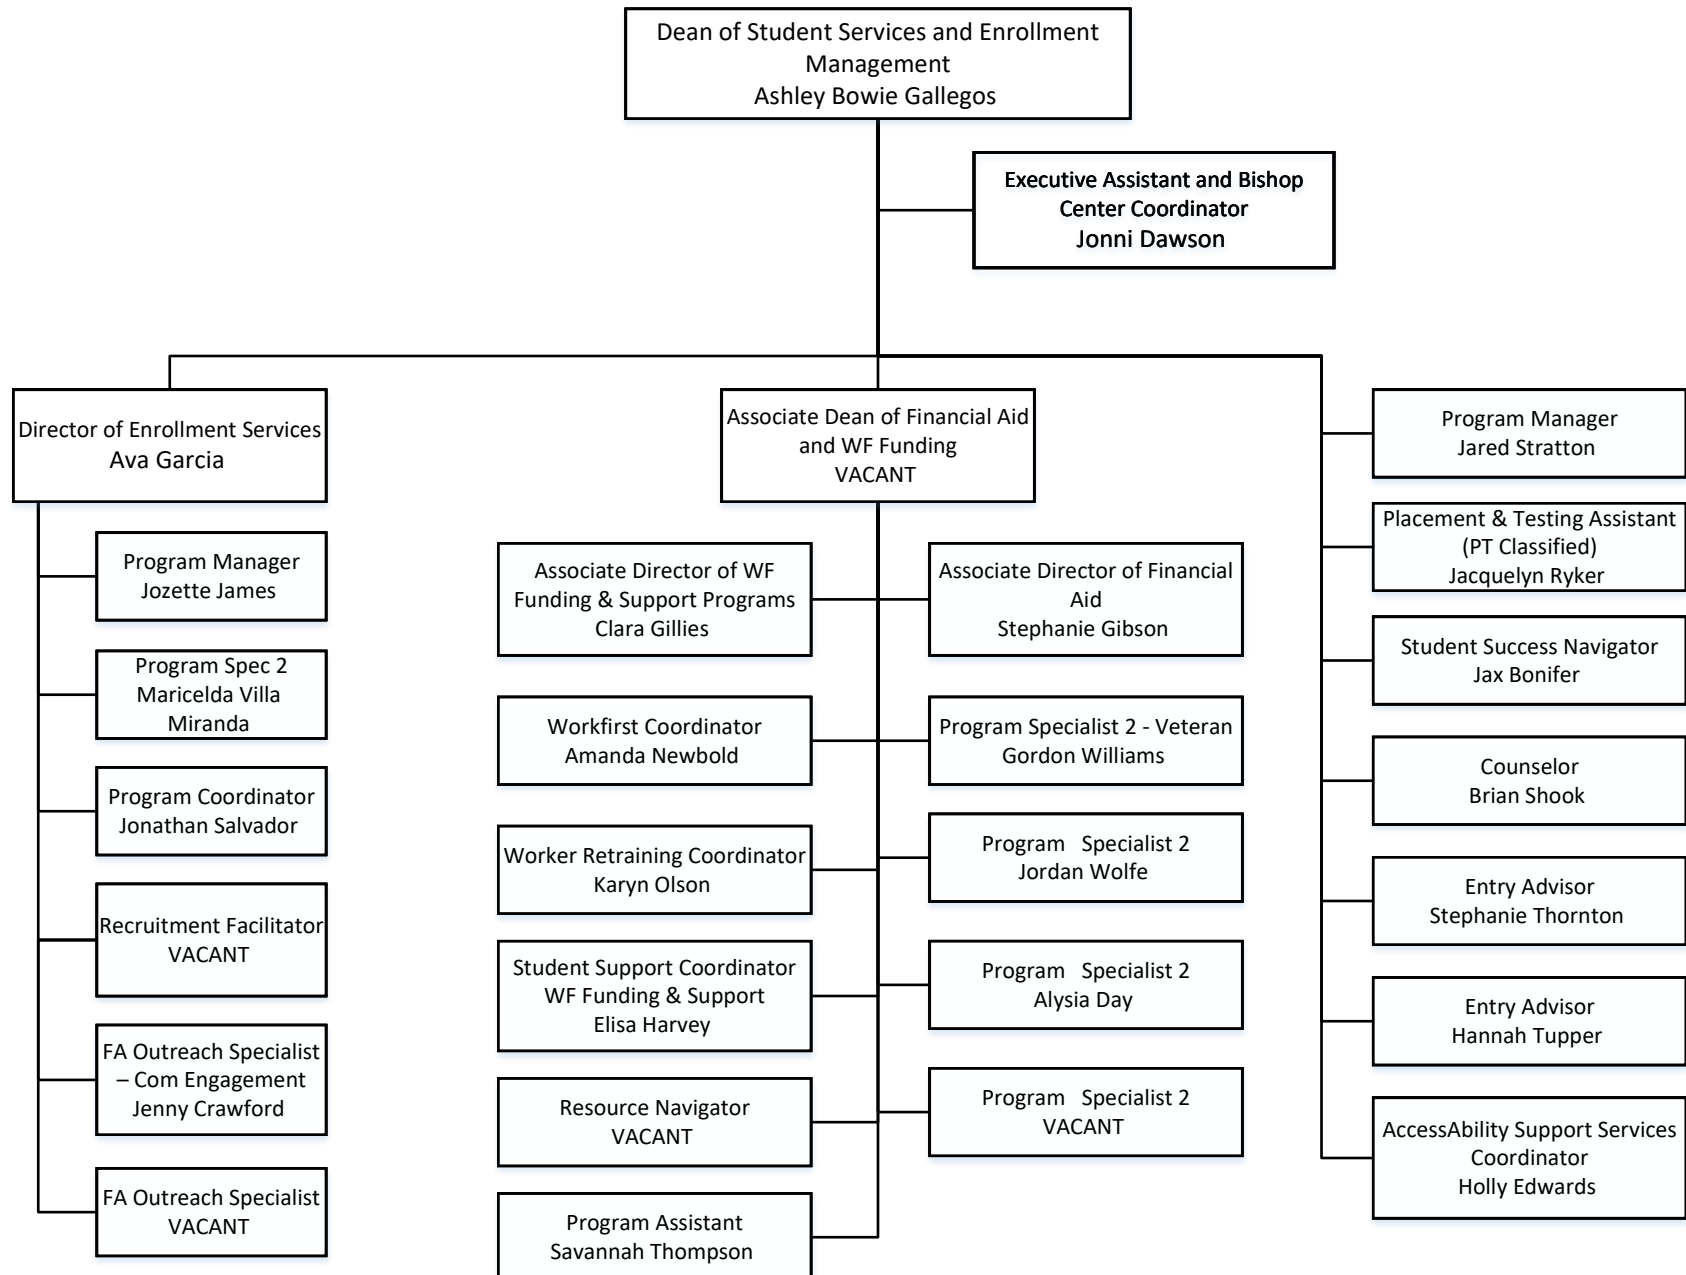 Dean of Student Services and Enrollment
Management
Ashley Bowie Gallegos
Executive Assistant and Bishop
Center Coordinator
Jonni Dawson
Director of Enrollment Services
Ava Garcia
Program Manager
Jozette James
Program Spec 2
Maricelda Villa
Miranda
Program Coordinator
Jonathan Salvador
Recruitment Facilitator
VACANT
FA Outreach Specialist
– Com Engagement
Jenny Crawford
FA Outreach Specialist
VACANT
Associate Dean of Financial Aid
and WF Funding
VACANT
Associate Director of WF
Funding & Support Programs
Clara Gillies
Workfirst Coordinator
Amanda Newbold
Worker Retraining Coordinator
Karyn Olson
Student Support Coordinator
WF Funding & Support
Elisa Harvey
Resource Navigator
VACANT
Program Assistant
Savannah Thompson
Associate Director of Financial
Aid
Stephanie Gibson
Program Specialist 2 - Veteran
Gordon Williams
Program   Specialist 2
Jordan Wolfe
Program   Specialist 2
Alysia Day
Program   Specialist 2
VACANT
Program Manager
Jared Stratton
Placement & Testing Assistant
(PT Classified)
Jacquelyn Ryker
Student Success Navigator
Jax Bonifer
Counselor
Brian Shook
Entry Advisor
Stephanie Thornton
Entry Advisor
Hannah Tupper
AccessAbility Support Services
Coordinator
Holly Edwards